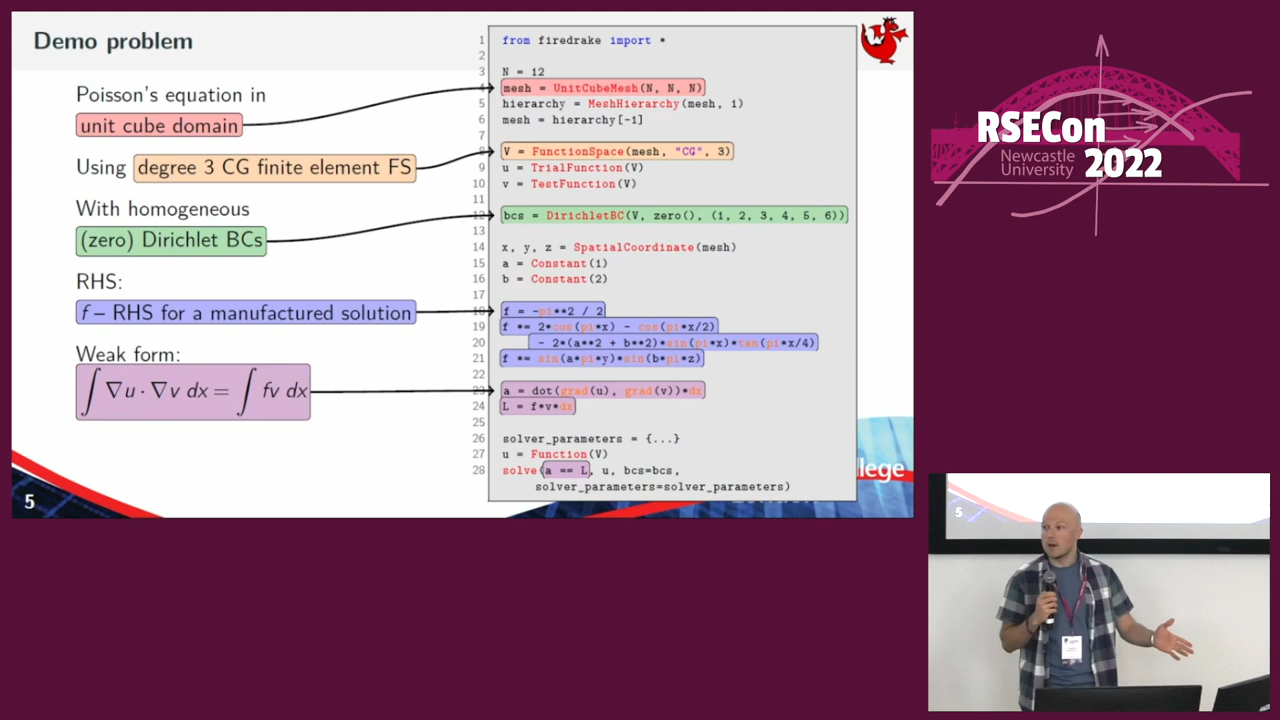 Demo problem
Poisson's equation in
unit cube domain
Using degree 3 CG finite element FS
With homogeneous
(zero) Dirichlet BCs
RHS:
f – RHS for a manufactured solution
Weak form:
∫ ∇u · ∇v dx = ∫ fv dx
5
1 from firedrake import *
2
3 N = 12
4 mesh = UnitCubeMesh(N, N, N)
5 hierarchy = MeshHierarchy(mesh, 1)
6 mesh = hierarchy[-1]
7
8 V = FunctionSpace(mesh, "CG", 3)
9 u = TrialFunction(V)
10 v = TestFunction(V)
11
12 bcs = DirichletBC(V, zero(), (1, 2, 3, 4, 5, 6))
13
14 x, y, z = SpatialCoordinate(mesh)
15 a = Constant(1)
16 b = Constant(2)
17
18 f = -pi**2 / 2
19 f *= 2*cos(pi*x) - cos(pi*x/2)
20 - 2*(a**2 + b**2)*sin(pi*x)*tan(pi*x/4)
21 f *= sin(a*pi*y)*sin(b*pi*z)
22
23 a = dot(grad(u), grad(v))*dx
24 L = f*v*dx
25
26 solver_parameters = {...}
27 u = Function(V)
28 solve(a == L, u, bcs=bcs,
solver_parameters=solver_parameters)
RSECon
Newcastle
University
2022
5